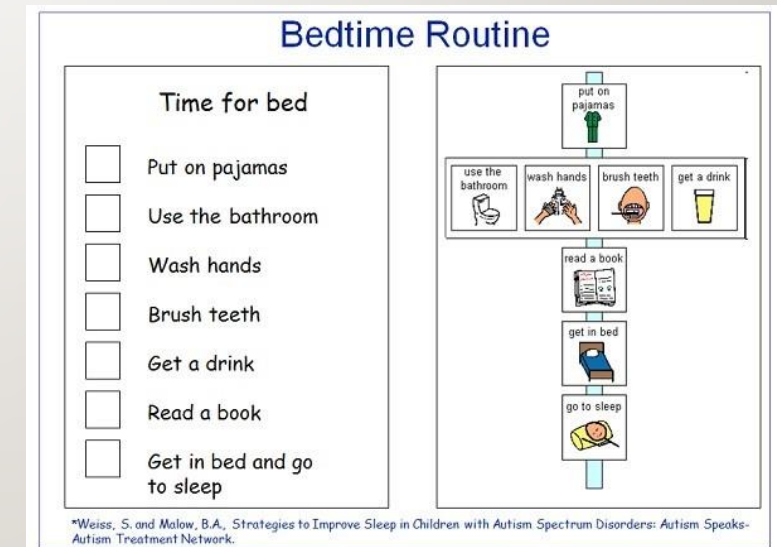 Bedtime Routine
Time for bed
Put on pajamas
Use the bathroom
Wash hands
Brush teeth
Get a drink
Read a book
Get in bed and go
to sleep
put on
pajamas
use the
bathroom
wash hands
brush teeth
get a drink
read a book
get in bed
go to sleep
*Weiss, S. and Malow, B.A., Strategies to Improve Sleep in Children with Autism Spectrum Disorders: Autism Speaks-
Autism Treatment Network.